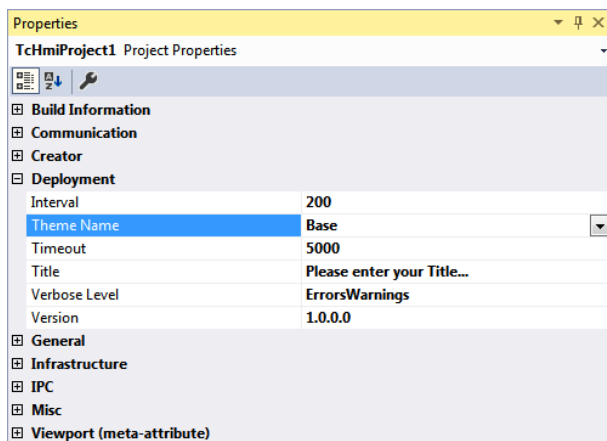 Properties
TcHmiProject1 Project Properties
Build Information
Communication
Creator
Deployment
Interval 200
Theme Name Base
Timeout 5000
Title Please enter your Title...
Verbose Level ErrorsWarnings
Version 1.0.0.0
General
Infrastructure
IPC
Misc
Viewport (meta-attribute)